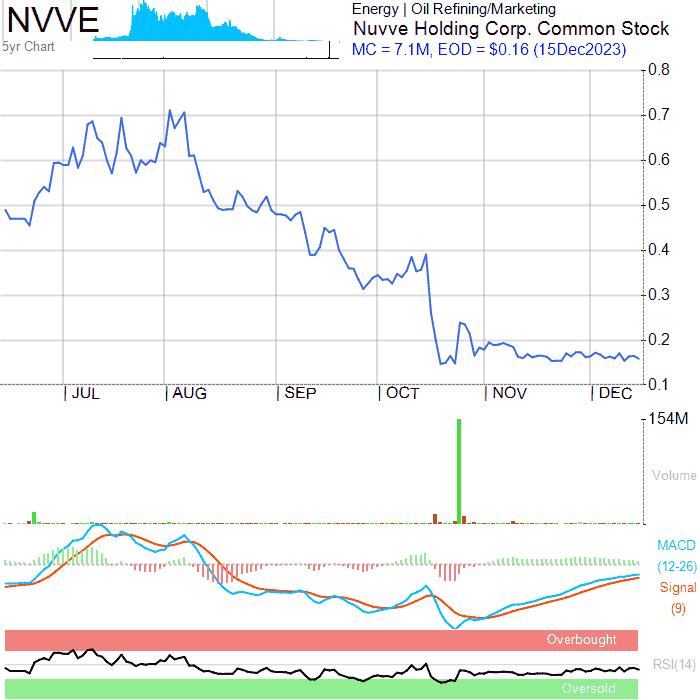 NVVE
5yr Chart
Energy | Oil Refining/Marketing
Nuvve Holding Corp. Common Stock
MC = 7.1M, EOD = $0.16 (15Dec2023)
0.8
0.7
0.6
0.5
0.4
0.3
0.2
0.1
JUL AUG SEP OCT NOV DEC
154M
Volume
MACD
(12-26)
Signal
(9)
Overbought
RSI(14)
Oversold